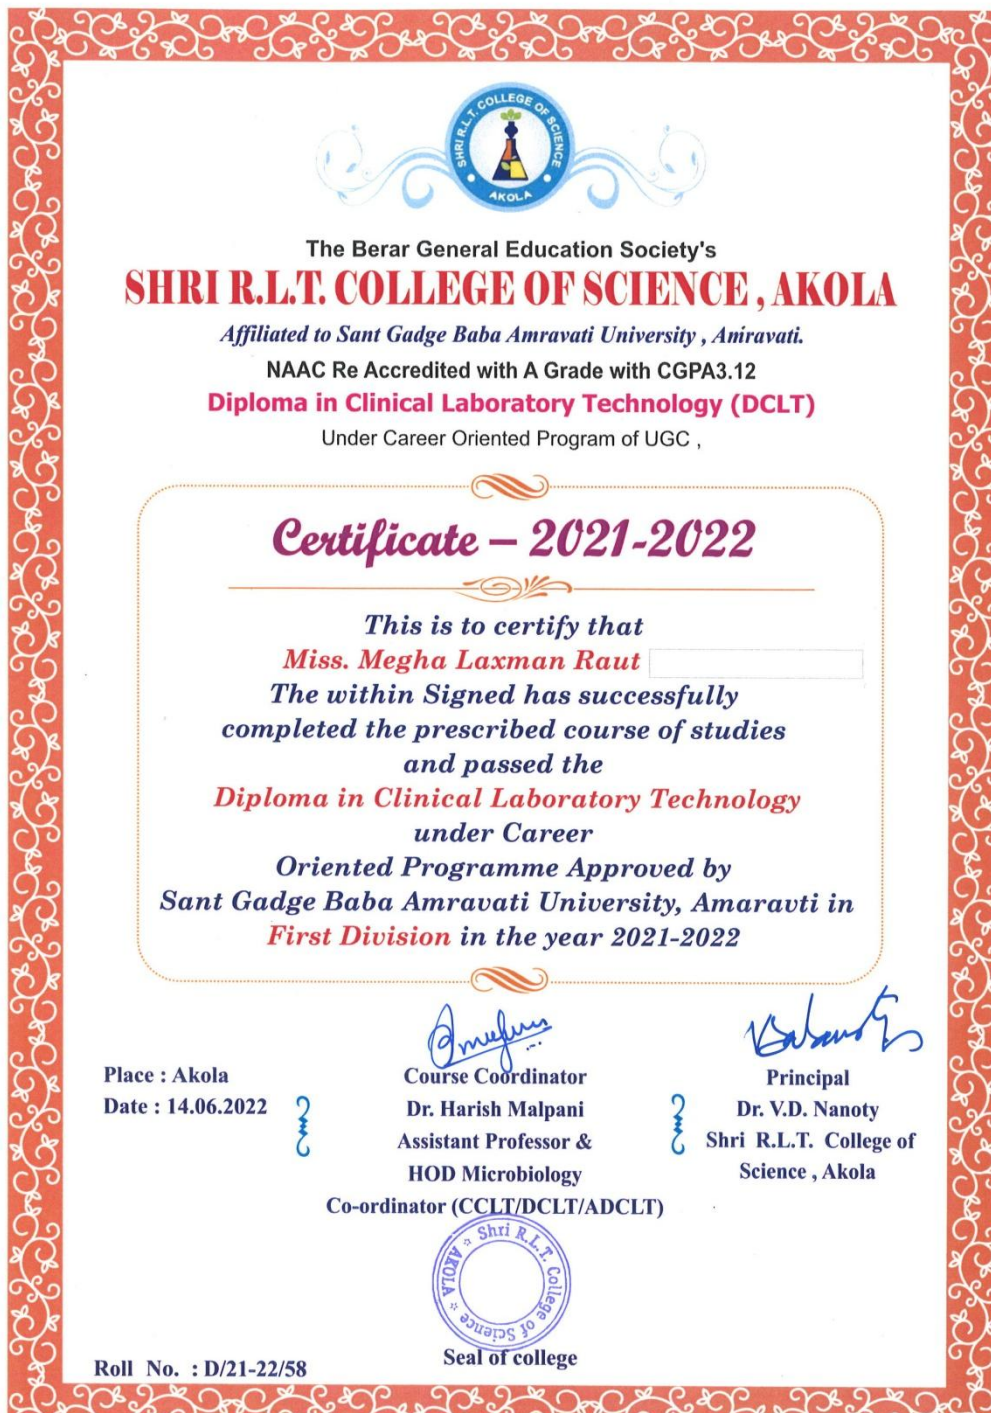 SHRI R.L.T. COLLEGE OF SCIENCE
AKOLA
The Berar General Education Society's
SHRI R.L.T. COLLEGE OF SCIENCE , AKOLA
Affiliated to Sant Gadge Baba Amravati University , Amravati.
NAAC Re Accredited with A Grade with CGPA3.12
Diploma in Clinical Laboratory Technology (DCLT)
Under Career Oriented Program of UGC ,
Certificate – 2021-2022
This is to certify that
Miss. Megha Laxman Raut
The within Signed has successfully
completed the prescribed course of studies
and passed the
Diploma in Clinical Laboratory Technology
under Career
Oriented Programme Approved by
Sant Gadge Baba Amravati University, Amaravti in
First Division in the year 2021-2022
Place : Akola
Date : 14.06.2022
Course Coordinator
Dr. Harish Malpani
Assistant Professor &
HOD Microbiology
Co-ordinator (CCLT/DCLT/ADCLT)
Principal
Dr. V.D. Nanoty
Shri R.L.T. College of
Science , Akola
Shri R.L.T. College of Science ☆ AKOLA ☆
Seal of college
Roll No. : D/21-22/58